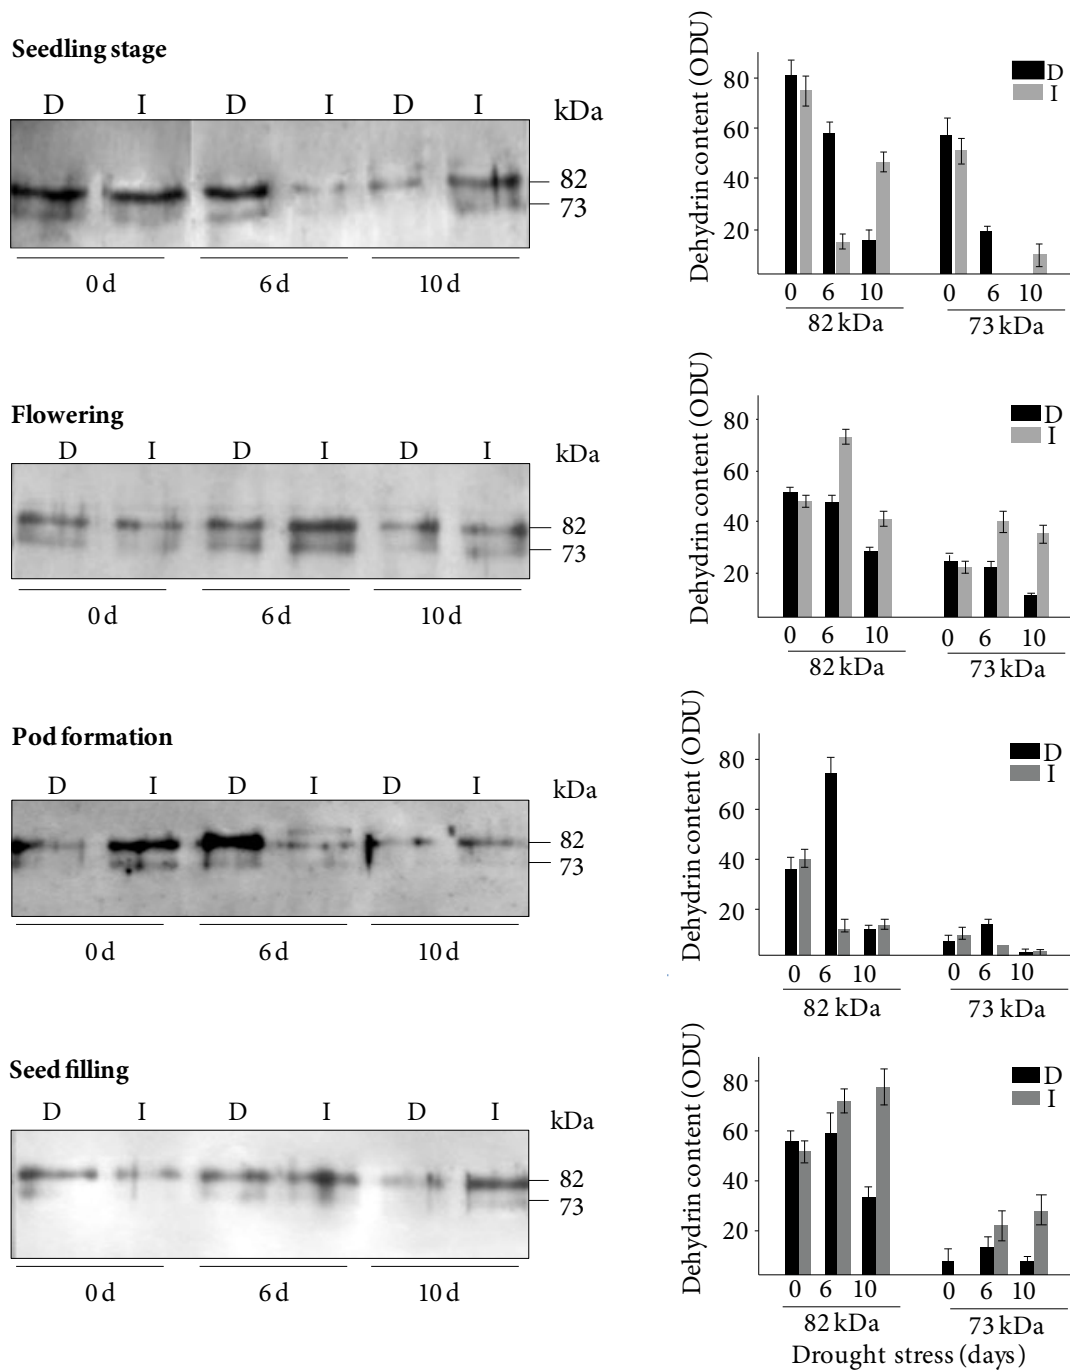 Seedling stage
D I D I D I kDa
82
73
0 d 6 d 10 d
Dehydrin content (ODU)
80
60
40
20
D
I
0 6 10 0 6 10
82 kDa 73 kDa
Flowering
D I D I D I kDa
82
73
0 d 6 d 10 d
Dehydrin content (ODU)
80
60
40
20
D
I
0 6 10 0 6 10
82 kDa 73 kDa
Pod formation
D I D I D I kDa
82
73
0 d 6 d 10 d
Dehydrin content (ODU)
80
60
40
20
D
I
0 6 10 0 6 10
82 kDa 73 kDa
Seed filling
D I D I D I kDa
82
73
0 d 6 d 10 d
Dehydrin content (ODU)
80
60
40
20
D
I
0 6 10 0 6 10
82 kDa 73 kDa
Drought stress (days)